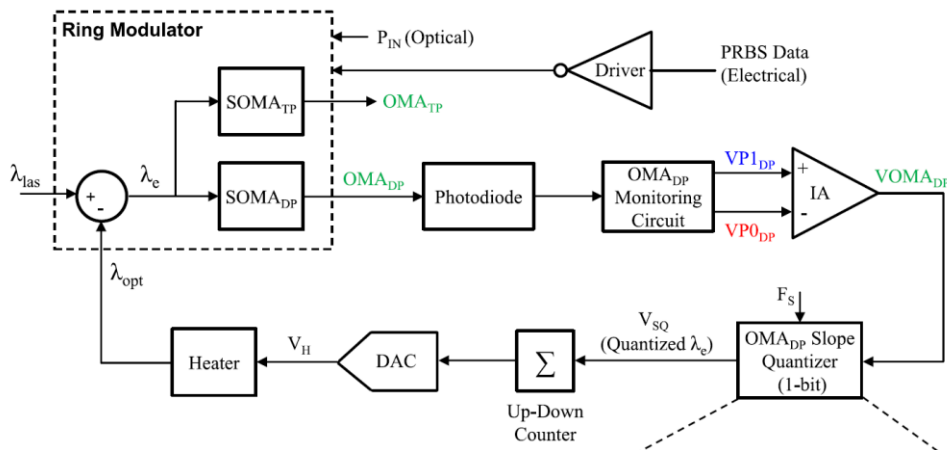 Ring Modulator
P_IN (Optical)
PRBS Data
(Electrical)
Driver
SOMA_TP
OMA_TP
λ_las
λ_e
+
-
SOMA_DP
OMA_DP
Photodiode
OMA_DP
Monitoring
Circuit
VP1_DP
VP0_DP
+
IA
-
VOMA_DP
λ_opt
F_S
V_SQ
(Quantized λ_e)
OMA_DP Slope
Quantizer
(1-bit)
Heater
V_H
DAC
Σ
Up-Down
Counter